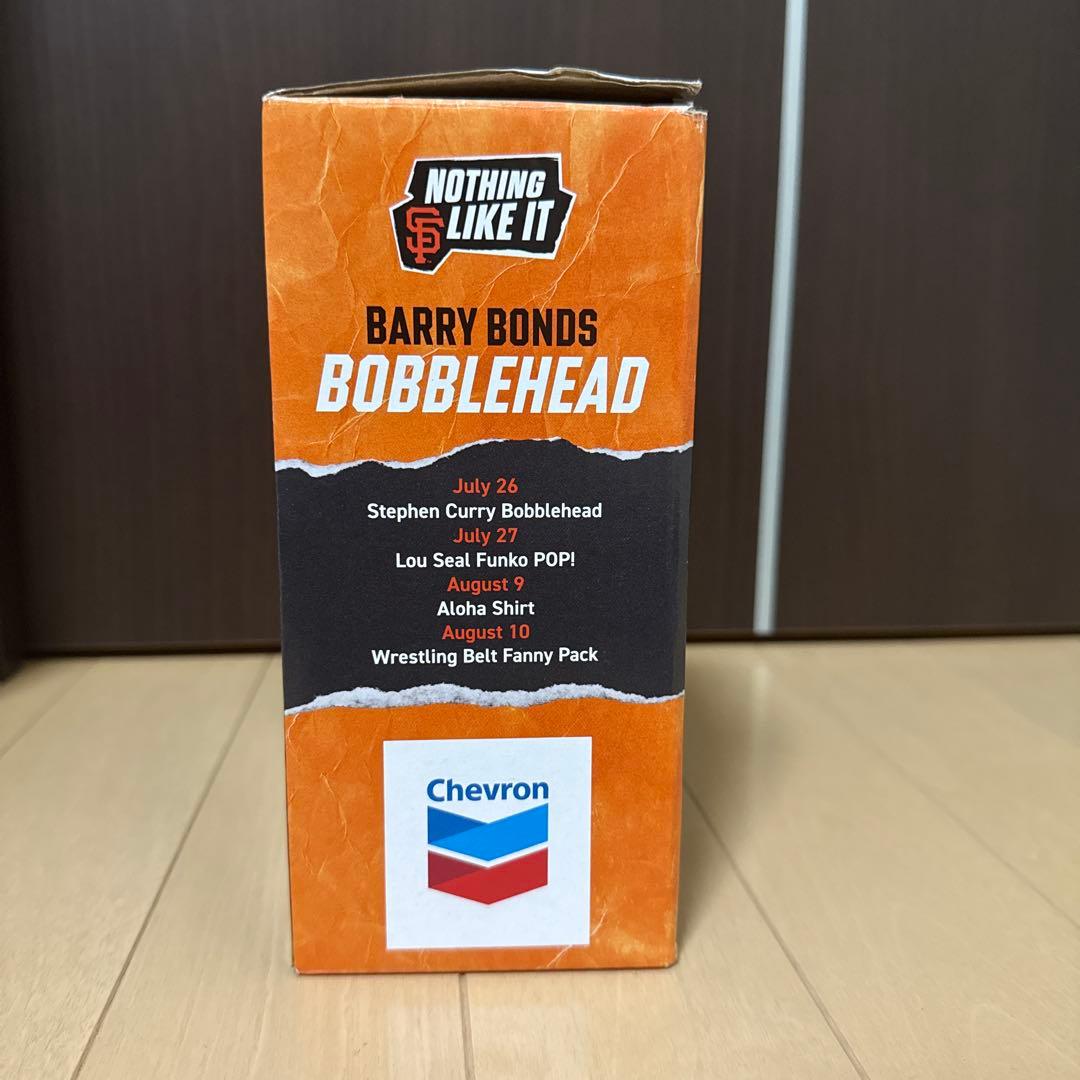 NOTHING
SF LIKE IT
BARRY BONDS
BOBBLEHEAD
July 26
Stephen Curry Bobblehead
July 27
Lou Seal Funko POP!
August 9
Aloha Shirt
August 10
Wrestling Belt Fanny Pack
Chevron